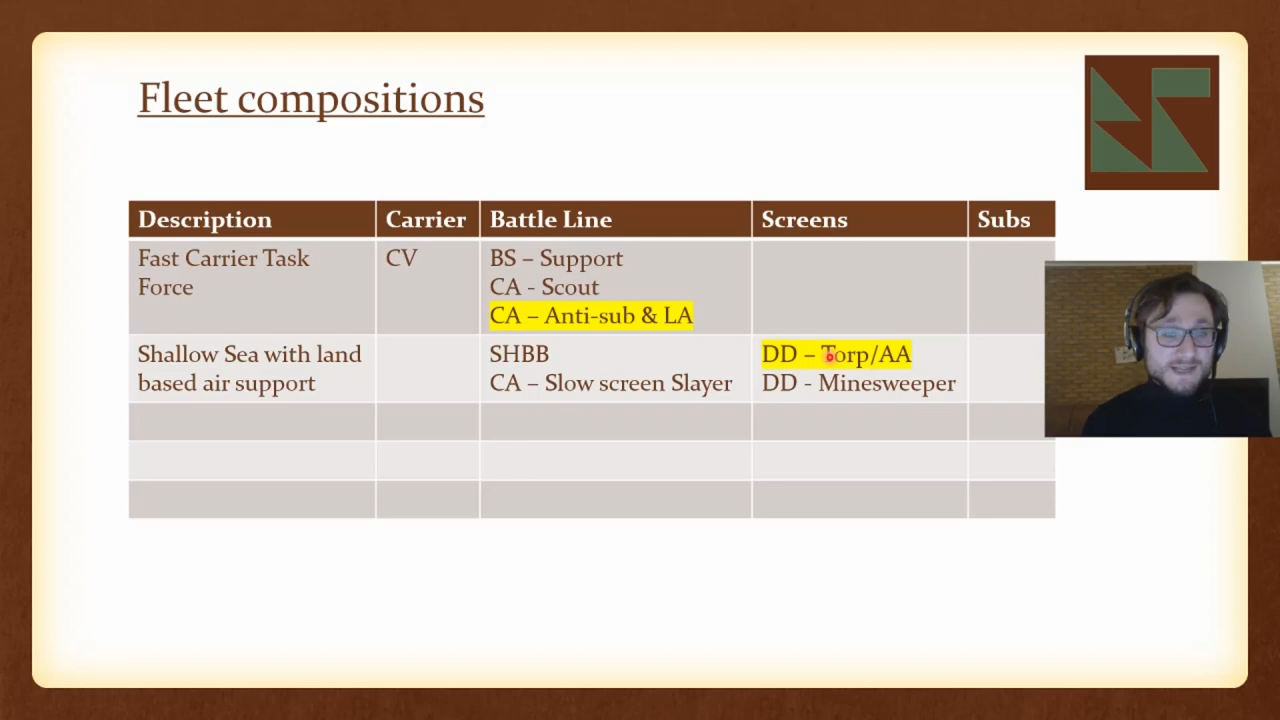 Fleet compositions
Description Carrier Battle Line Screens Subs
Fast Carrier Task CV BS – Support
Force CA - Scout
CA – Anti-sub & LA
Shallow Sea with land SHBB DD – Torp/AA
based air support CA – Slow screen Slayer DD - Minesweeper